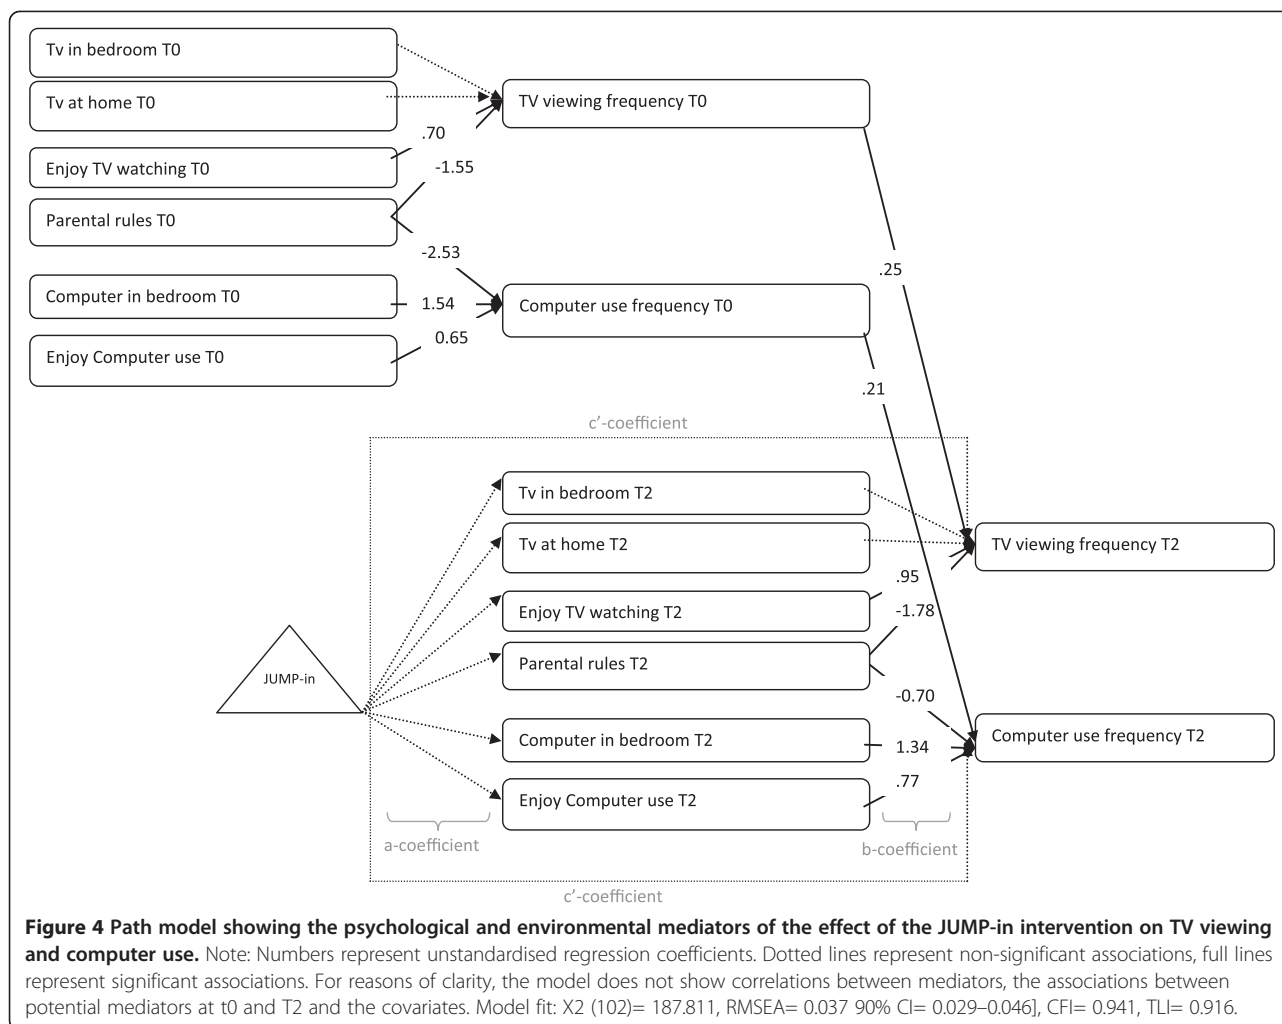 Tv in bedroom T0
Tv at home T0
TV viewing frequency T0
.70
Enjoy TV watching T0
-1.55
Parental rules T0
-2.53
Computer in bedroom T0
1.54
Computer use frequency T0
0.65
Enjoy Computer use T0
.25
.21
c'-coefficient
Tv in bedroom T2
Tv at home T2
TV viewing frequency T2
.95
Enjoy TV watching T2
-1.78
Parental rules T2
JUMP-in
-0.70
Computer in bedroom T2
1.34
Computer use frequency T2
.77
Enjoy Computer use T2
a-coefficient
b-coefficient
c'-coefficient
Figure 4 Path model showing the psychological and environmental mediators of the effect of the JUMP-in intervention on TV viewing
and computer use. Note: Numbers represent unstandardised regression coefficients. Dotted lines represent non-significant associations, full lines
represent significant associations. For reasons of clarity, the model does not show correlations between mediators, the associations between
potential mediators at t0 and T2 and the covariates. Model fit: X2 (102)= 187.811, RMSEA= 0.037 90% CI= 0.029–0.046], CFI= 0.941, TLI= 0.916.